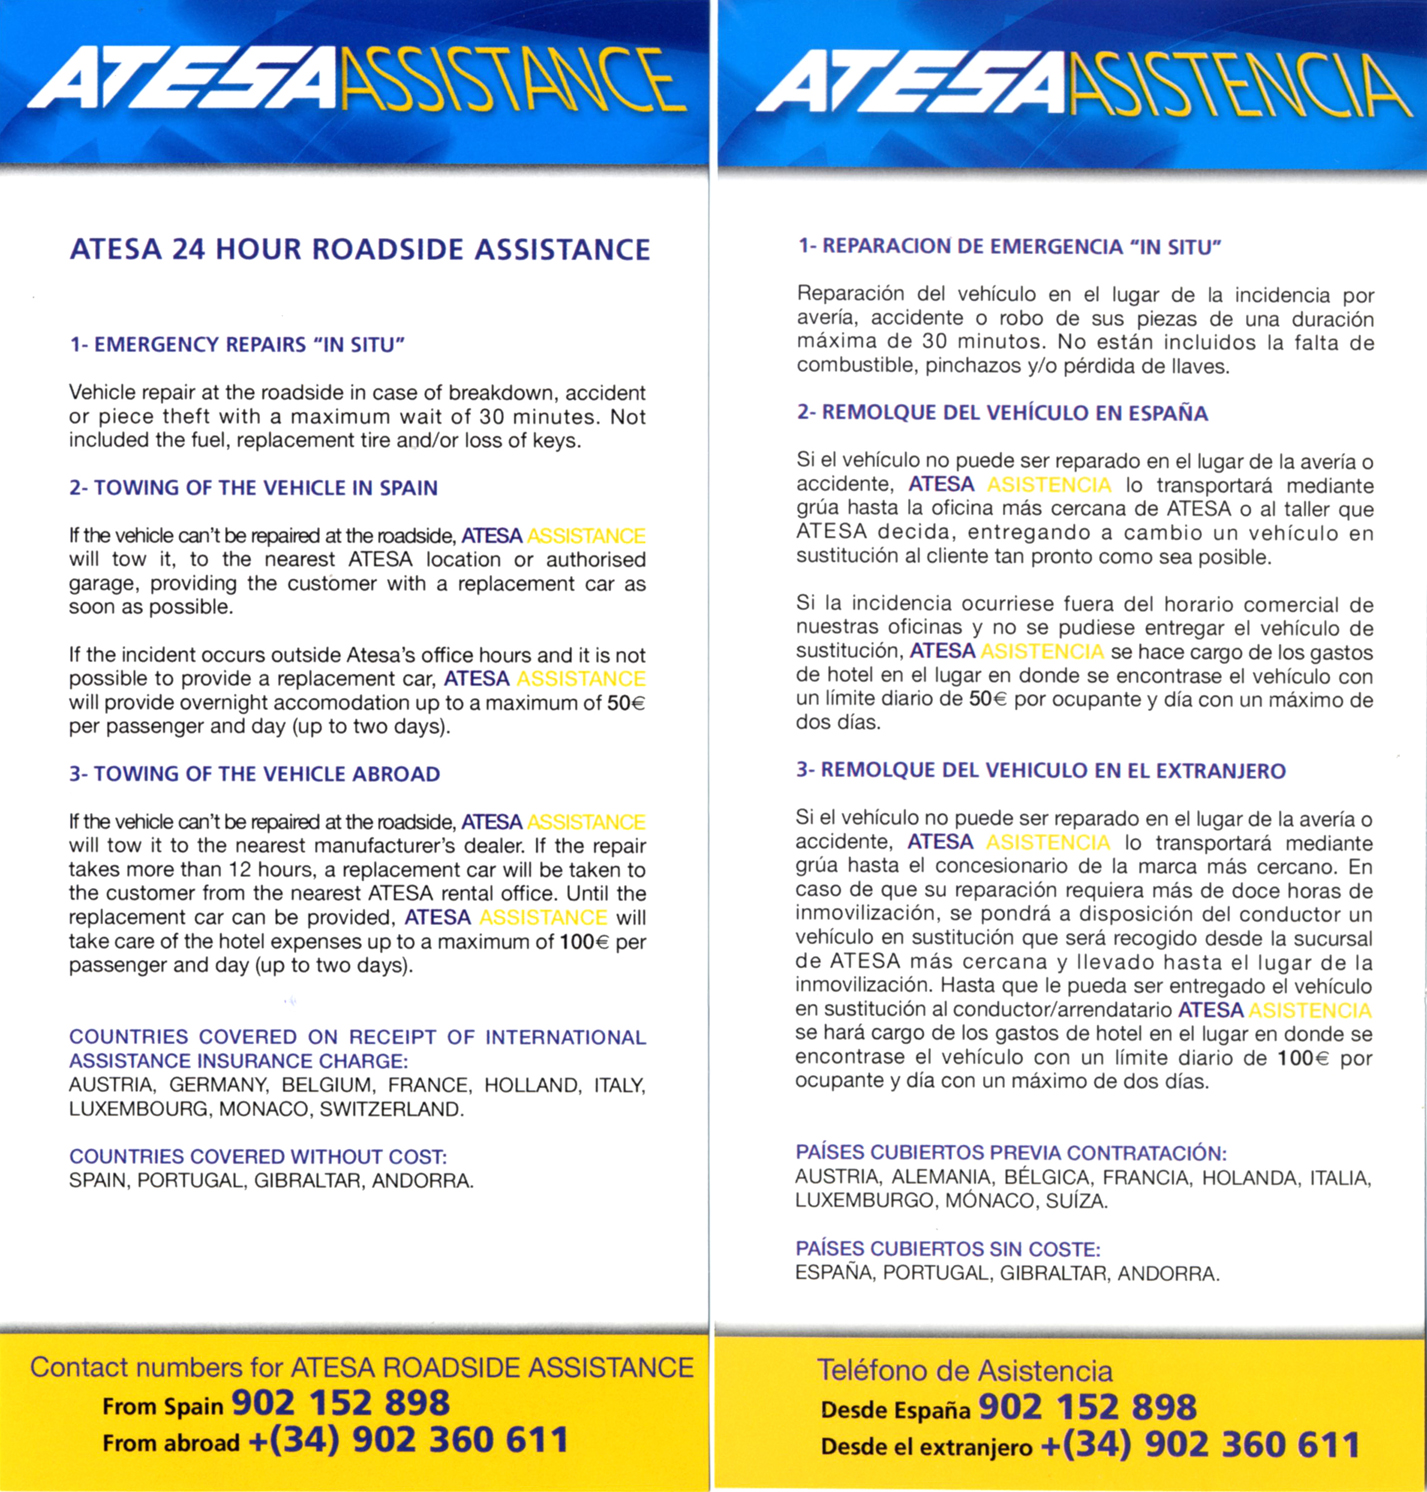 ATESA ASSISTANCE
ATESA 24 HOUR ROADSIDE ASSISTANCE
1- EMERGENCY REPAIRS “IN SITU”
Vehicle repair at the roadside in case of breakdown, accident
or piece theft with a maximum wait of 30 minutes. Not
included the fuel, replacement tire and/or loss of keys.
2- TOWING OF THE VEHICLE IN SPAIN
If the vehicle can’t be repaired at the roadside, ATESA ASSISTANCE
will tow it, to the nearest ATESA location or authorised
garage, providing the customer with a replacement car as
soon as possible.
If the incident occurs outside Atesa’s office hours and it is not
possible to provide a replacement car, ATESA ASSISTANCE
will provide overnight accomodation up to a maximum of 50€
per passenger and day (up to two days).
3- TOWING OF THE VEHICLE ABROAD
If the vehicle can’t be repaired at the roadside, ATESA ASSISTANCE
will tow it to the nearest manufacturer’s dealer. If the repair
takes more than 12 hours, a replacement car will be taken to
the customer from the nearest ATESA rental office. Until the
replacement car can be provided, ATESA ASSISTANCE will
take care of the hotel expenses up to a maximum of 100€ per
passenger and day (up to two days).
COUNTRIES COVERED ON RECEIPT OF INTERNATIONAL
ASSISTANCE INSURANCE CHARGE:
AUSTRIA, GERMANY, BELGIUM, FRANCE, HOLLAND, ITALY,
LUXEMBOURG, MONACO, SWITZERLAND.
COUNTRIES COVERED WITHOUT COST:
SPAIN, PORTUGAL, GIBRALTAR, ANDORRA.
Contact numbers for ATESA ROADSIDE ASSISTANCE
From Spain 902 152 898
From abroad +(34) 902 360 611
ATESA ASISTENCIA
1- REPARACION DE EMERGENCIA “IN SITU”
Reparación del vehículo en el lugar de la incidencia por
avería, accidente o robo de sus piezas de una duración
máxima de 30 minutos. No están incluidos la falta de
combustible, pinchazos y/o pérdida de llaves.
2- REMOLQUE DEL VEHÍCULO EN ESPAÑA
Si el vehículo no puede ser reparado en el lugar de la avería o
accidente, ATESA ASISTENCIA lo transportará mediante
grúa hasta la oficina más cercana de ATESA o al taller que
ATESA decida, entregando a cambio un vehículo en
sustitución al cliente tan pronto como sea posible.
Si la incidencia ocurriese fuera del horario comercial de
nuestras oficinas y no se pudiese entregar el vehículo de
sustitución, ATESA ASISTENCIA se hace cargo de los gastos
de hotel en el lugar en donde se encontrase el vehículo con
un límite diario de 50€ por ocupante y día con un máximo de
dos días.
3- REMOLQUE DEL VEHICULO EN EL EXTRANJERO
Si el vehículo no puede ser reparado en el lugar de la avería o
accidente, ATESA ASISTENCIA lo transportará mediante
grúa hasta el concesionario de la marca más cercano. En
caso de que su reparación requiera más de doce horas de
inmovilización, se pondrá a disposición del conductor un
vehículo en sustitución que será recogido desde la sucursal
de ATESA más cercana y llevado hasta el lugar de la
inmovilización. Hasta que le pueda ser entregado el vehículo
en sustitución al conductor/arrendatario ATESA ASISTENCIA
se hará cargo de los gastos de hotel en el lugar en donde se
encontrase el vehículo con un límite diario de 100€ por
ocupante y día con un máximo de dos días.
PAÍSES CUBIERTOS PREVIA CONTRATACIÓN:
AUSTRIA, ALEMANIA, BÉLGICA, FRANCIA, HOLANDA, ITALIA,
LUXEMBURGO, MÓNACO, SUÍZA.
PAÍSES CUBIERTOS SIN COSTE:
ESPAÑA, PORTUGAL, GIBRALTAR, ANDORRA.
Teléfono de Asistencia
Desde España 902 152 898
Desde el extranjero +(34) 902 360 611